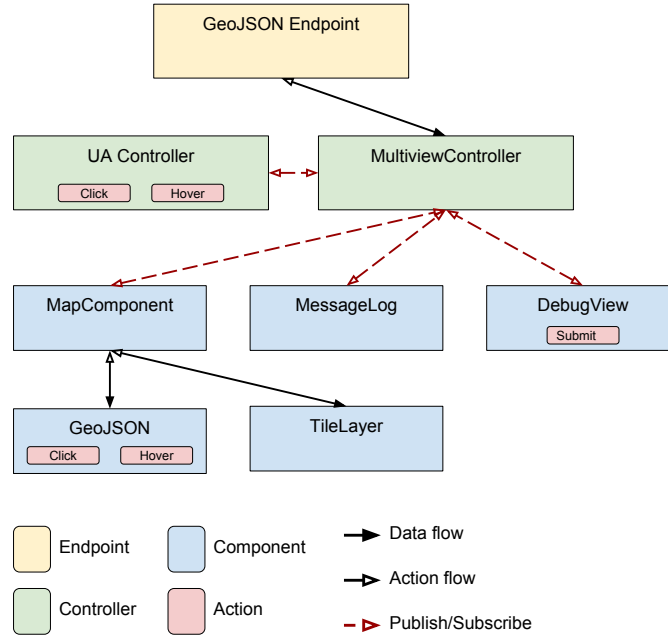 GeoJSON Endpoint
UA Controller
Click
Hover
MultiviewController
MapComponent
MessageLog
DebugView
Submit
GeoJSON
Click
Hover
TileLayer
Endpoint
Component
Data flow
Action flow
Controller
Action
Publish/Subscribe